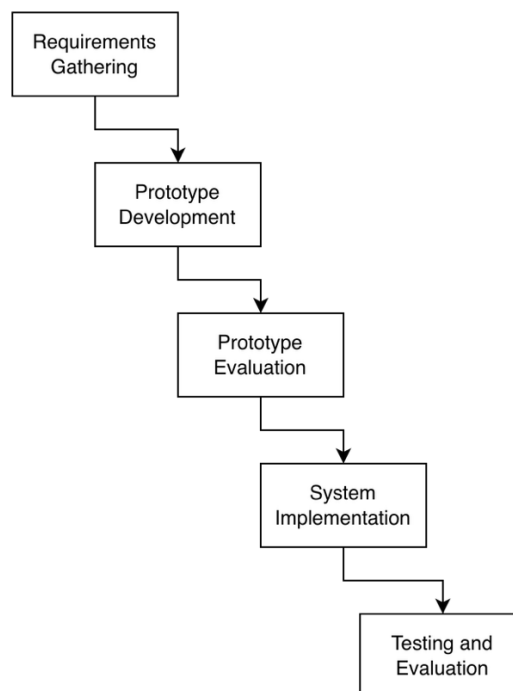 Requirements
Gathering
Prototype
Development
Prototype
Evaluation
System
Implementation
Testing and
Evaluation